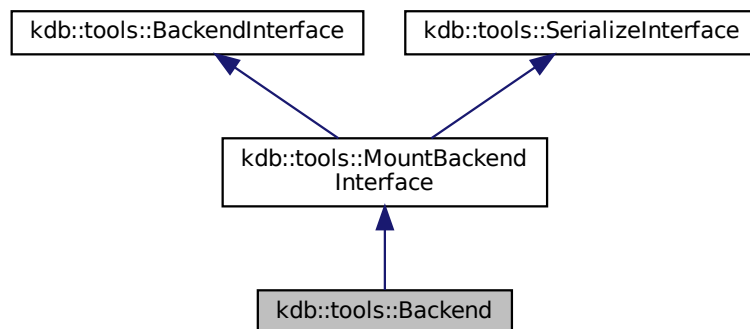 kdb::tools::BackendInterface
kdb::tools::SerializeInterface
kdb::tools::MountBackend
Interface
kdb::tools::Backend